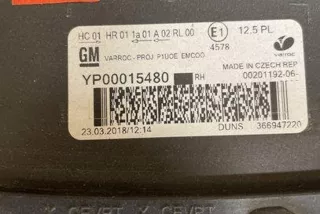 HC 01 HR 01 1a 01 A 02 RL 00 E1 12.5 PL
4578
GM VARROC - PROJ P1UOE EMCOO varroc
YP00015480 RH MADE IN CZECH REP
00201192-06-
23.03.2018/12:14 DUNS 366947220